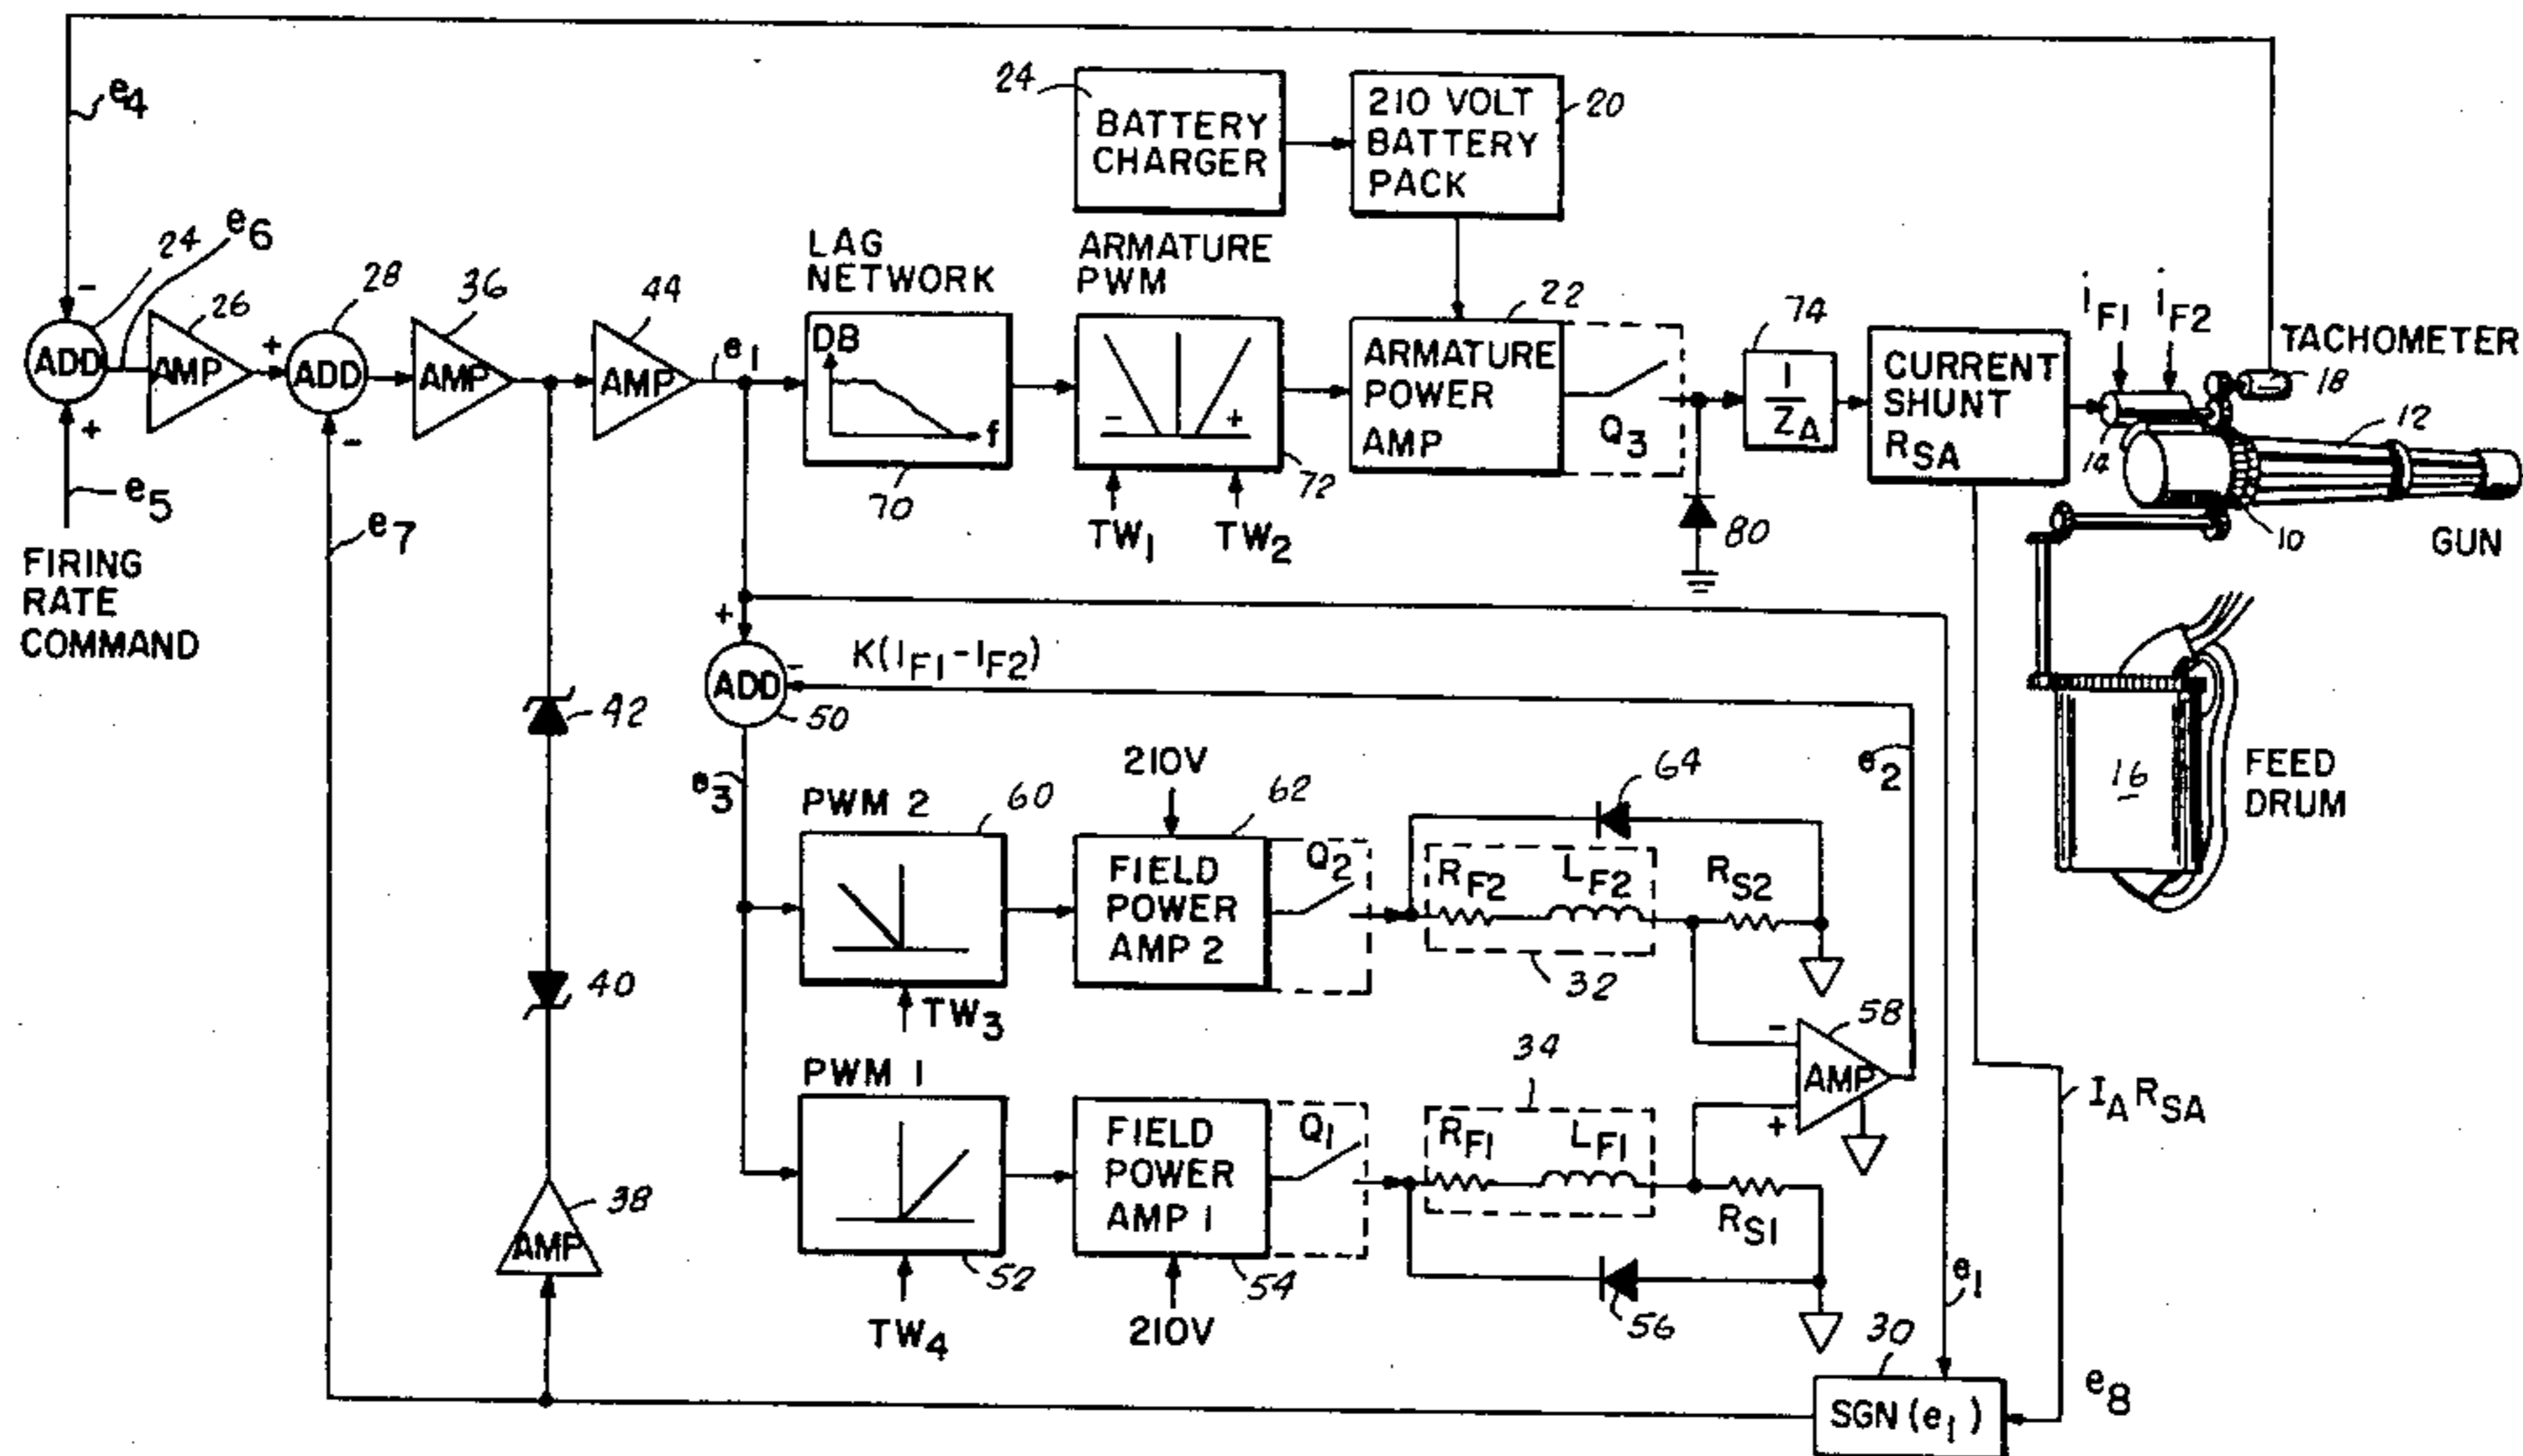 e4
24
BATTERY
CHARGER
210 VOLT
BATTERY
PACK
20
24
e6
26
28
36
44
LAG
NETWORK
ARMATURE
PWM
22
74
iF1
iF2
TACHOMETER
18
12
-
ADD
+
AMP
+
ADD
-
AMP
AMP
e1
DB
f
70
-
+
72
ARMATURE
POWER
AMP
Q3
1
ZA
CURRENT
SHUNT
RSA
14
10
GUN
e5
FIRING
RATE
COMMAND
e7
TW1
TW2
80
+
ADD
-
K(IF1-IF2)
50
42
e3
PWM 2
60
210V
62
64
e2
16
FEED
DRUM
FIELD
POWER
AMP 2
Q2
RF2
LF2
RS2
40
TW3
32
-
58
AMP
+
PWM 1
34
FIELD
POWER
AMP 1
Q1
RF1
LF1
RS1
IARSA
38
AMP
52
54
TW4
210V
56
e1
30
SGN (e1)
e8